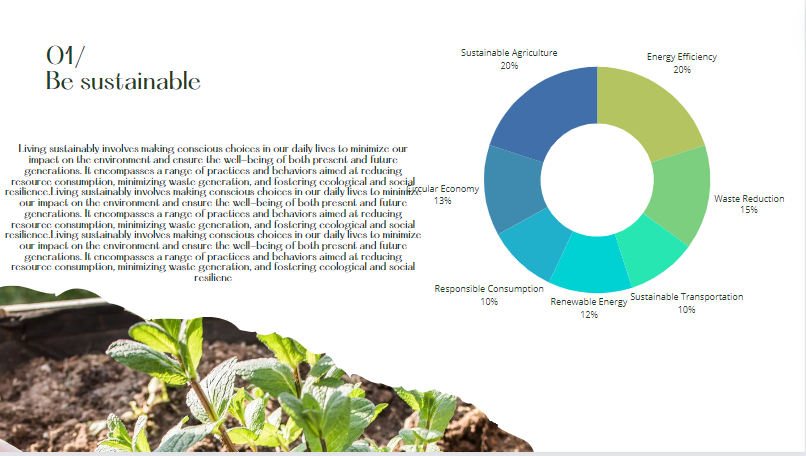 01/
Be sustainable
Living sustainably involves making conscious choices in our daily lives to minimize our
impact on the environment and ensure the well-being of both present and future
generations. It encompasses a range of practices and behaviors aimed at reducing
resource consumption, minimizing waste generation, and fostering ecological and social
resilience.Living sustainably involves making conscious choices in our daily lives to minimize
our impact on the environment and ensure the well-being of both present and future
generations. It encompasses a range of practices and behaviors aimed at reducing
resource consumption, minimizing waste generation, and fostering ecological and social
resilience.Living sustainably involves making conscious choices in our daily lives to minimize
our impact on the environment and ensure the well-being of both present and future
generations. It encompasses a range of practices and behaviors aimed at reducing
resource consumption, minimizing waste generation, and fostering ecological and social
resilienc
Sustainable Agriculture
20%
Energy Efficiency
20%
Circular Economy
13%
Waste Reduction
15%
Responsible Consumption
10%
Renewable Energy
12%
Sustainable Transportation
10%